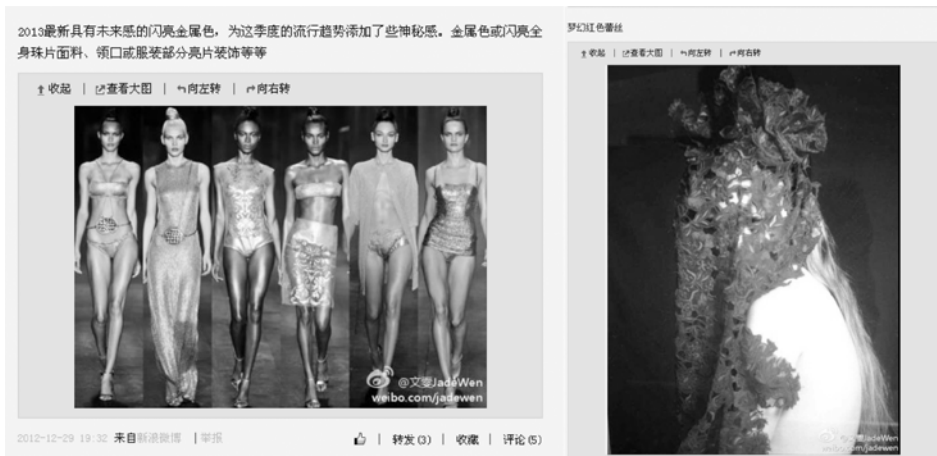 2013最新具有未来感的闪亮金属色，为这季度的流行趋势添加了些神秘感。金属色或闪亮全
身珠片面料、领口或服装部分亮片装饰等等
收起 | 查看大图 | 向左转 | 向右转
@文雯JadeWen
weibo.com/jadewen
2012-12-29 19:32 来自新浪微博 | 举报
转发(3) | 收藏 | 评论(5)
梦幻红色蕾丝
收起 | 查看大图 | 向左转 | 向右转
JadeWen
weibo.com/jadewen